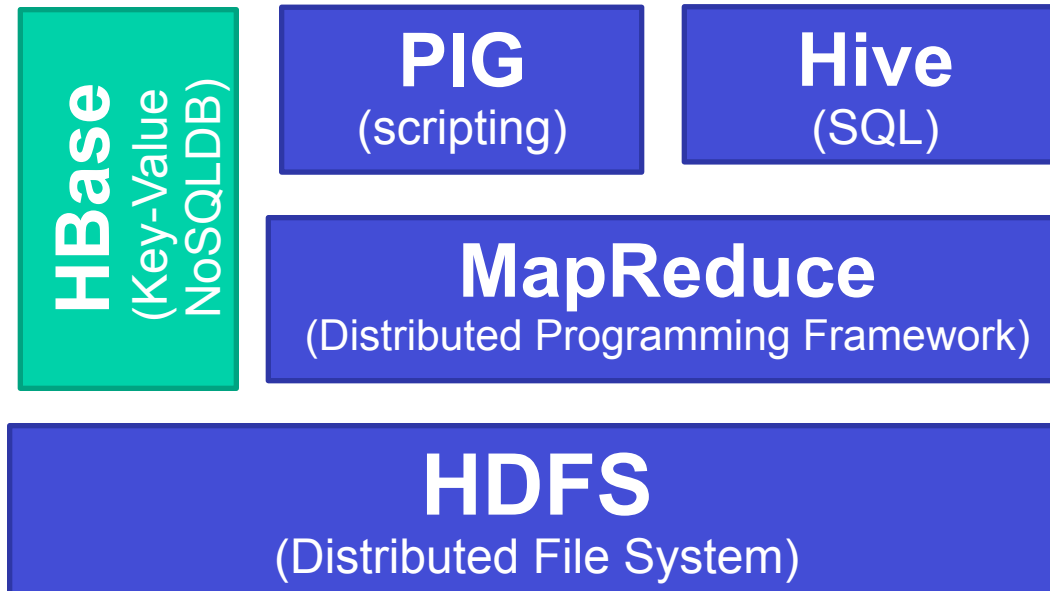 HBase
(Key-Value
NoSQLDB)
PIG
(scripting)
Hive
(SQL)
MapReduce
(Distributed Programming Framework)
HDFS
(Distributed File System)